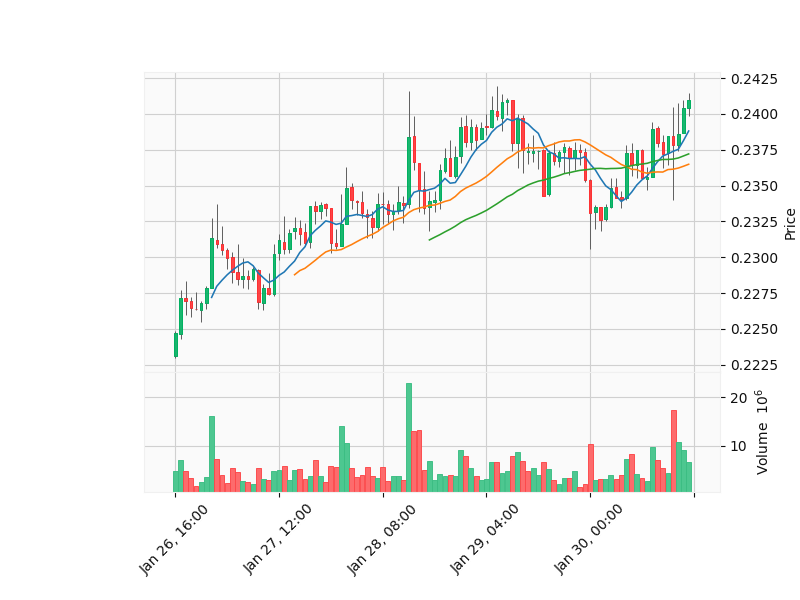 0.2425
0.2400
0.2375
0.2350
0.2325
0.2300
0.2275
0.2250
0.2225
Price
20
10
Volume 10^6
Jan 26, 16:00
Jan 27, 12:00
Jan 28, 08:00
Jan 29, 04:00
Jan 30, 00:00